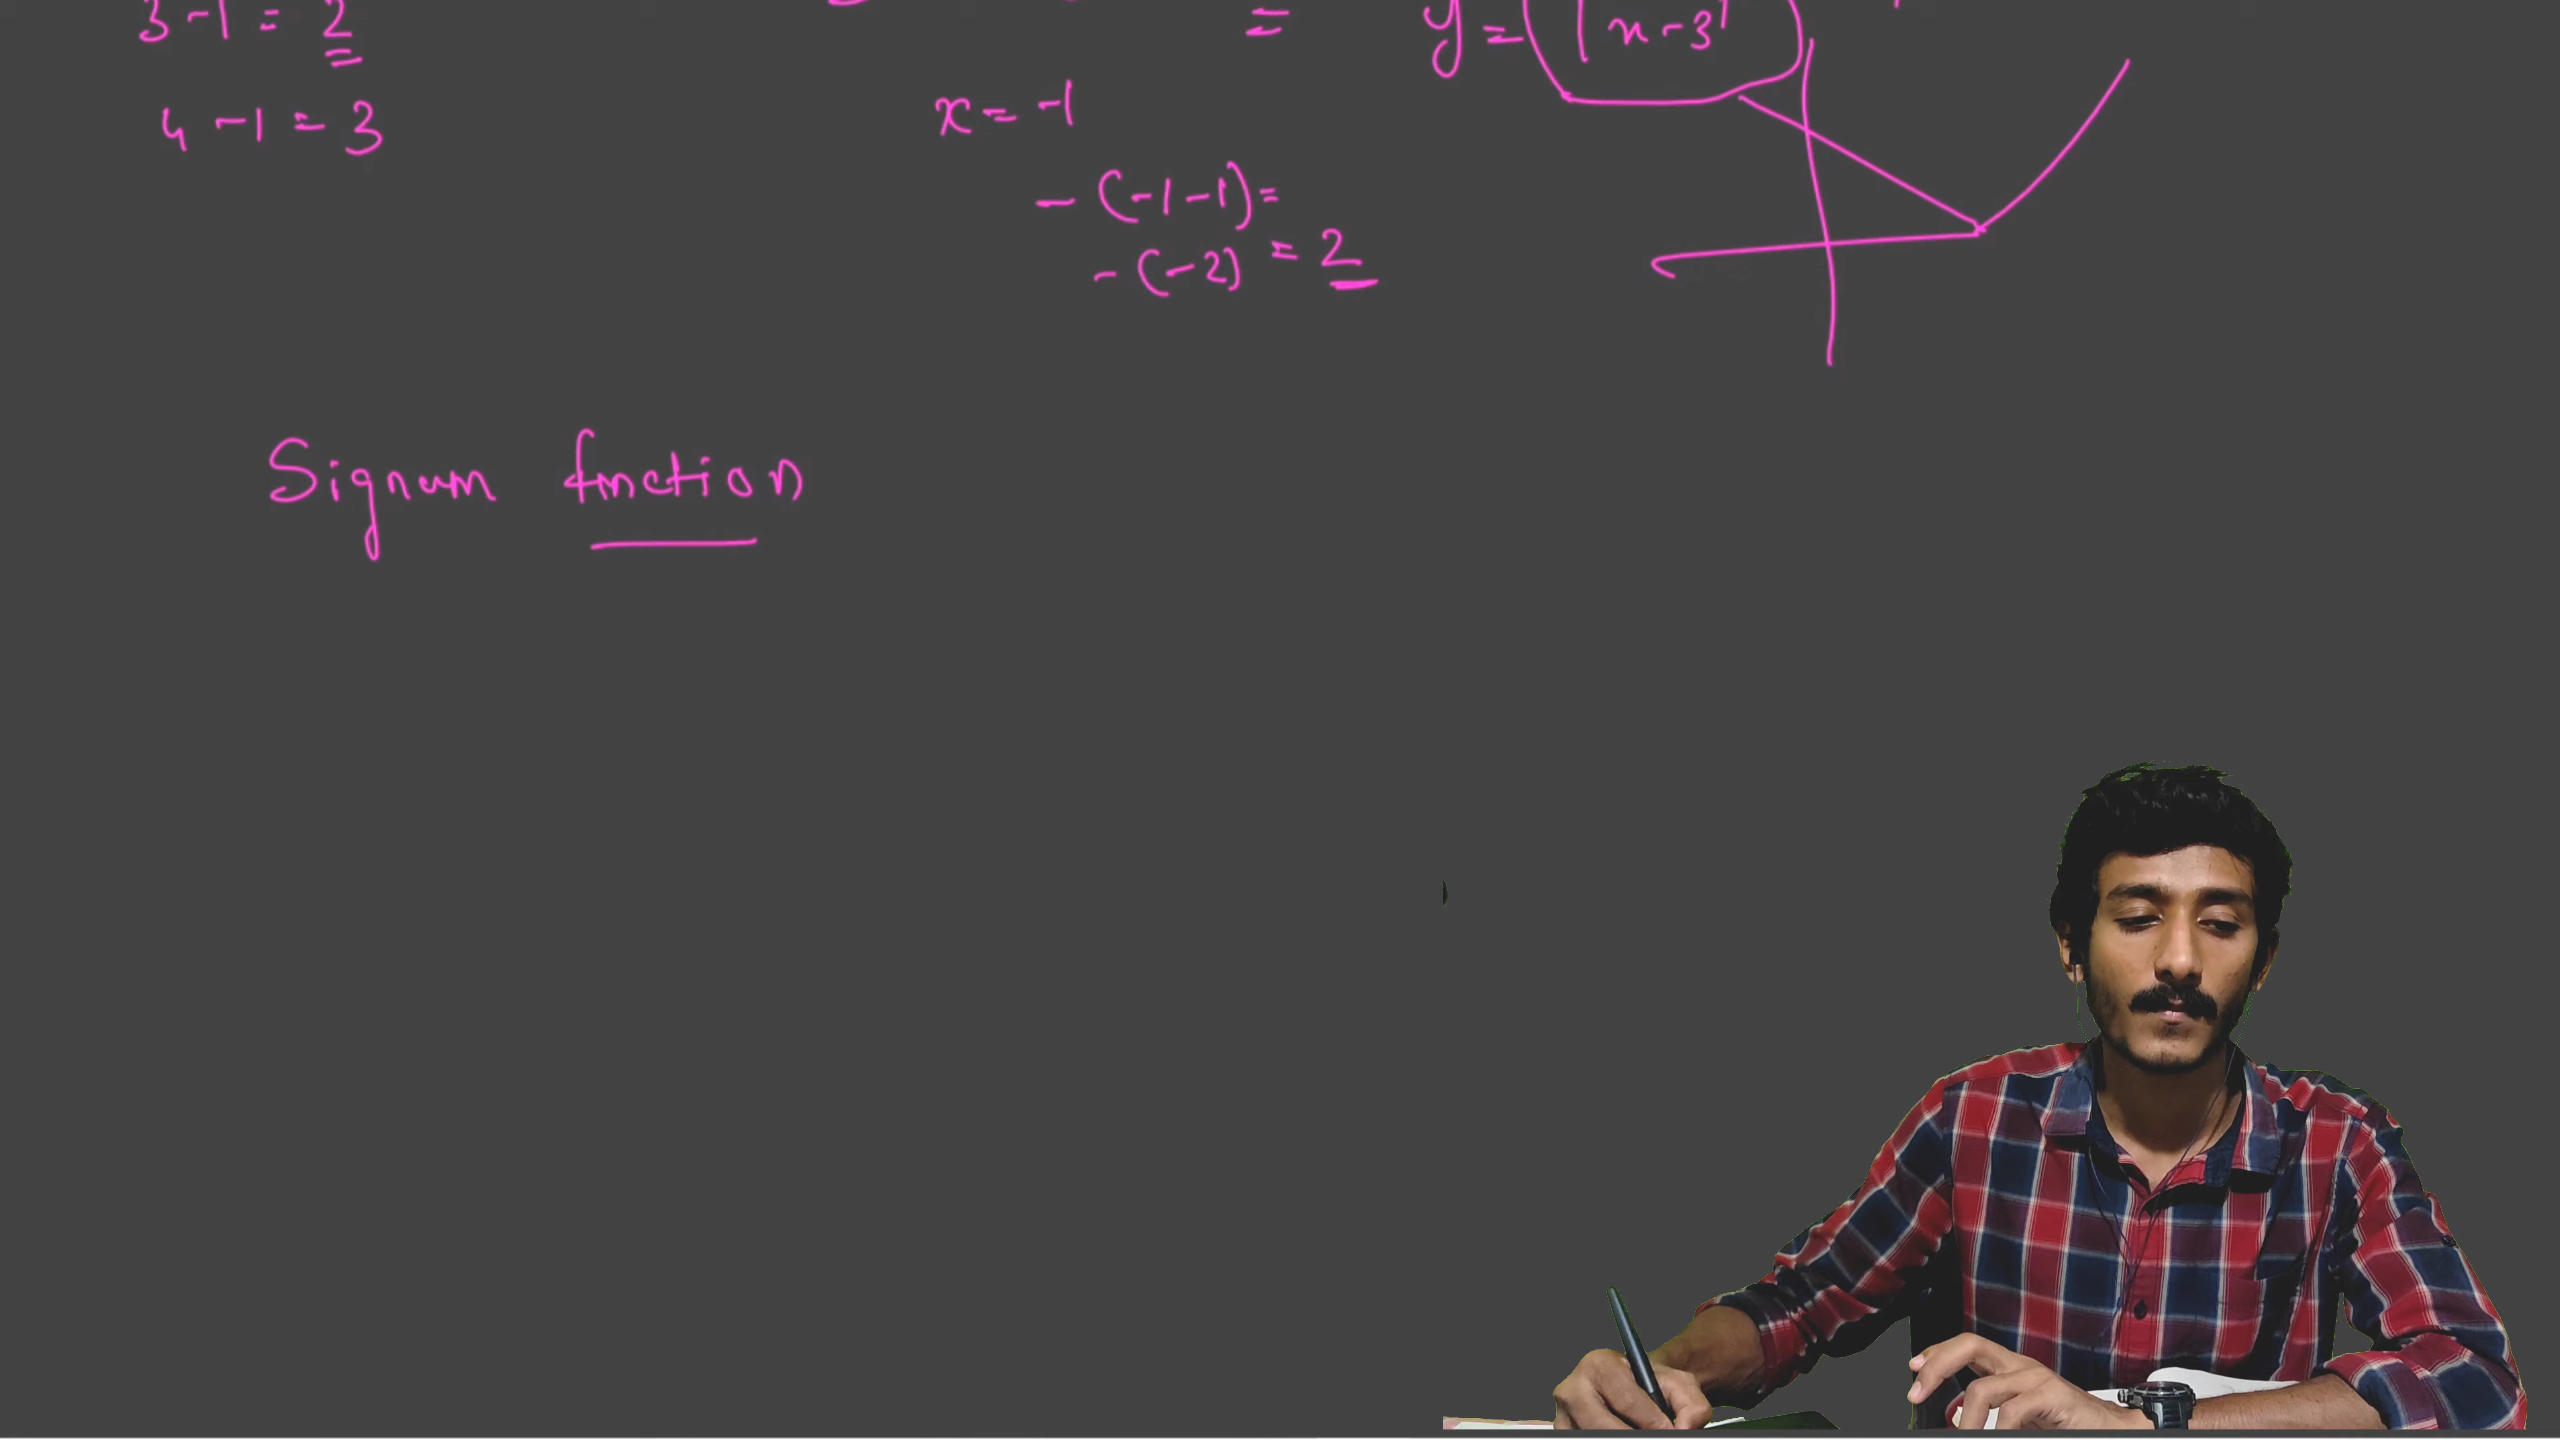 3 - 1 = 2
4 - 1 = 3
=
x = -1
- (-1 - 1) =
- (-2) = 2
y = |x - 3|
Signum function